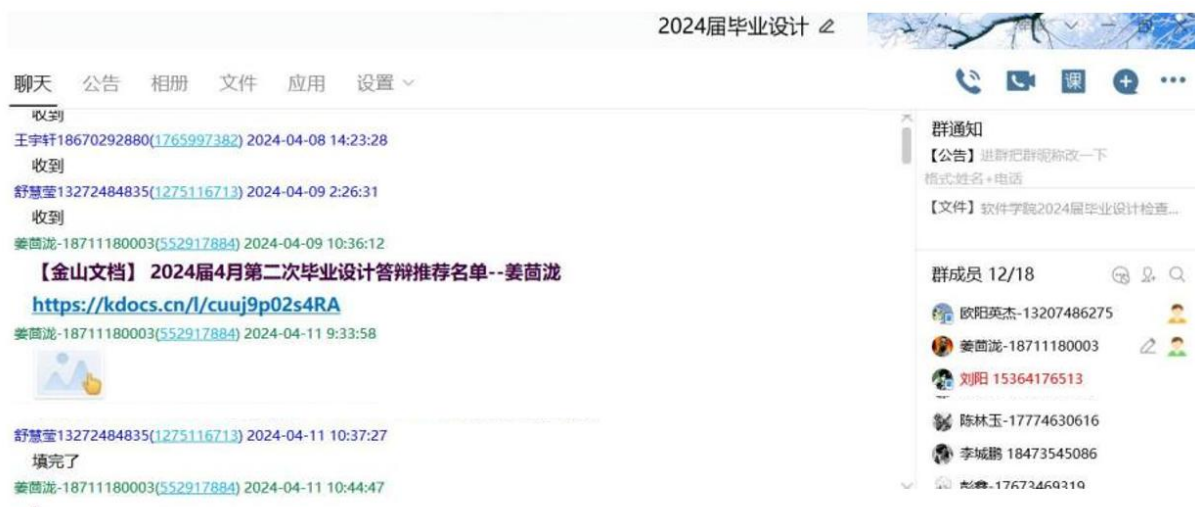 2024届毕业设计
聊天 公告 相册 文件 应用 设置
收到
王宇轩18670292880(1765997382) 2024-04-08 14:23:28
收到
舒慧莹13272484835(1275116713) 2024-04-09 2:26:31
收到
姜茴泷-18711180003(552917884) 2024-04-09 10:36:12
【金山文档】 2024届4月第二次毕业设计答辩推荐名单--姜茴泷
https://kdocs.cn/l/cuuj9p02s4RA
姜茴泷-18711180003(552917884) 2024-04-11 9:33:58
舒慧莹13272484835(1275116713) 2024-04-11 10:37:27
填完了
姜茴泷-18711180003(552917884) 2024-04-11 10:44:47
课
群通知
【公告】进群把群昵称改一下
格式:姓名+电话
【文件】软件学院2024届毕业设计检查...
群成员 12/18
欧阳英杰-13207486275
姜茴泷-18711180003
刘阳 15364176513
陈林玉-17774630616
李城鹏 18473545086
彭鑫-17673469319